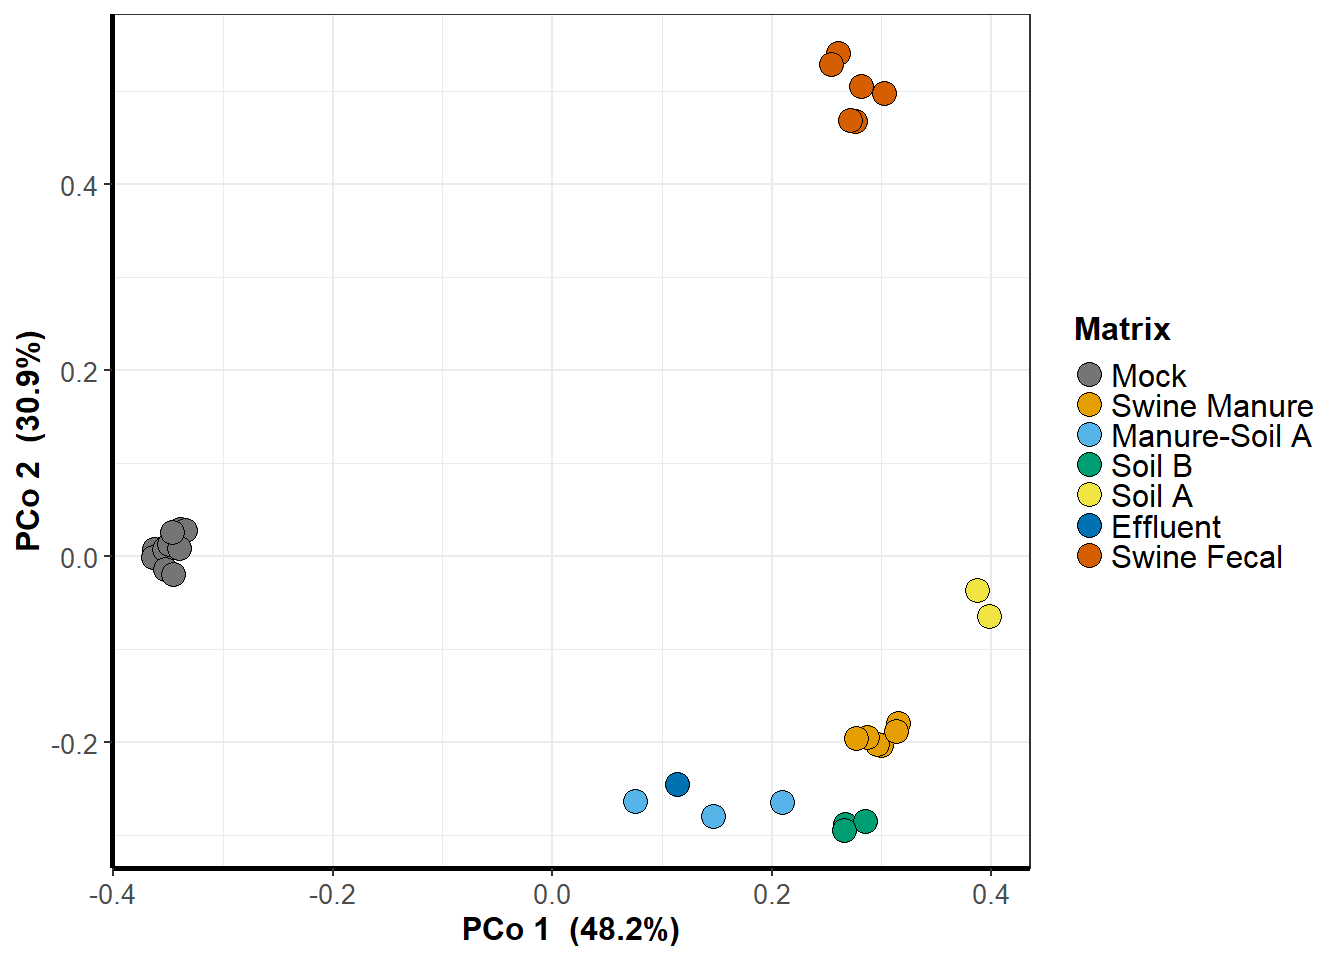 PCo 2  (30.9%)
0.4
0.2
0.0
-0.2
-0.4
-0.2
0.0
0.2
0.4
PCo 1  (48.2%)
Matrix
Mock
Swine Manure
Manure-Soil A
Soil B
Soil A
Effluent
Swine Fecal